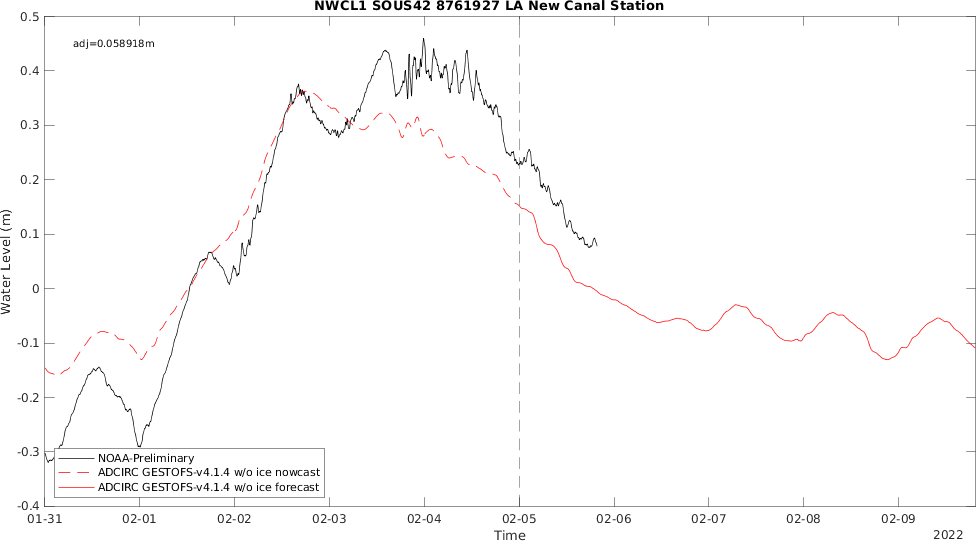 NWCL1 SOUS42 8761927 LA New Canal Station
adj=0.058918m
0.5
0.4
0.3
0.2
0.1
0
-0.1
-0.2
-0.3
-0.4
Water Level (m)
NOAA-Preliminary
ADCIRC GESTOFS-v4.1.4 w/o ice nowcast
ADCIRC GESTOFS-v4.1.4 w/o ice forecast
01-31 02-01 02-02 02-03 02-04 02-05 02-06 02-07 02-08 02-09
Time
2022